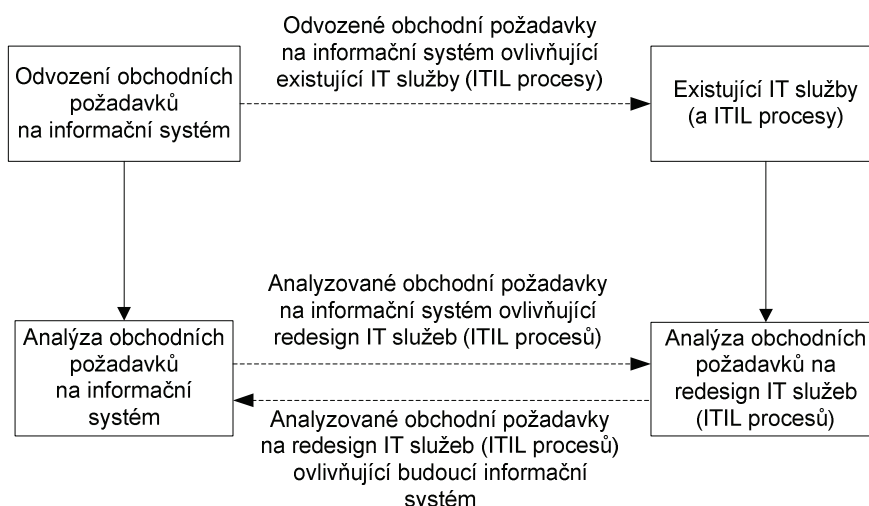 Odvozené obchodní požadavky
na informační systém ovlivňující
existující IT služby (ITIL procesy)
Odvození obchodních
požadavků
na informační systém
Existující IT služby
(a ITIL procesy)
Analyzované obchodní požadavky
na informační systém ovlivňující
redesign IT služeb (ITIL procesů)
Analýza obchodních
požadavků
na informační
systém
Analýza obchodních
požadavků na
redesign IT služeb
(ITIL procesů)
Analyzované obchodní požadavky
na redesign IT služeb (ITIL procesů)
ovlivňující budoucí informační
systém